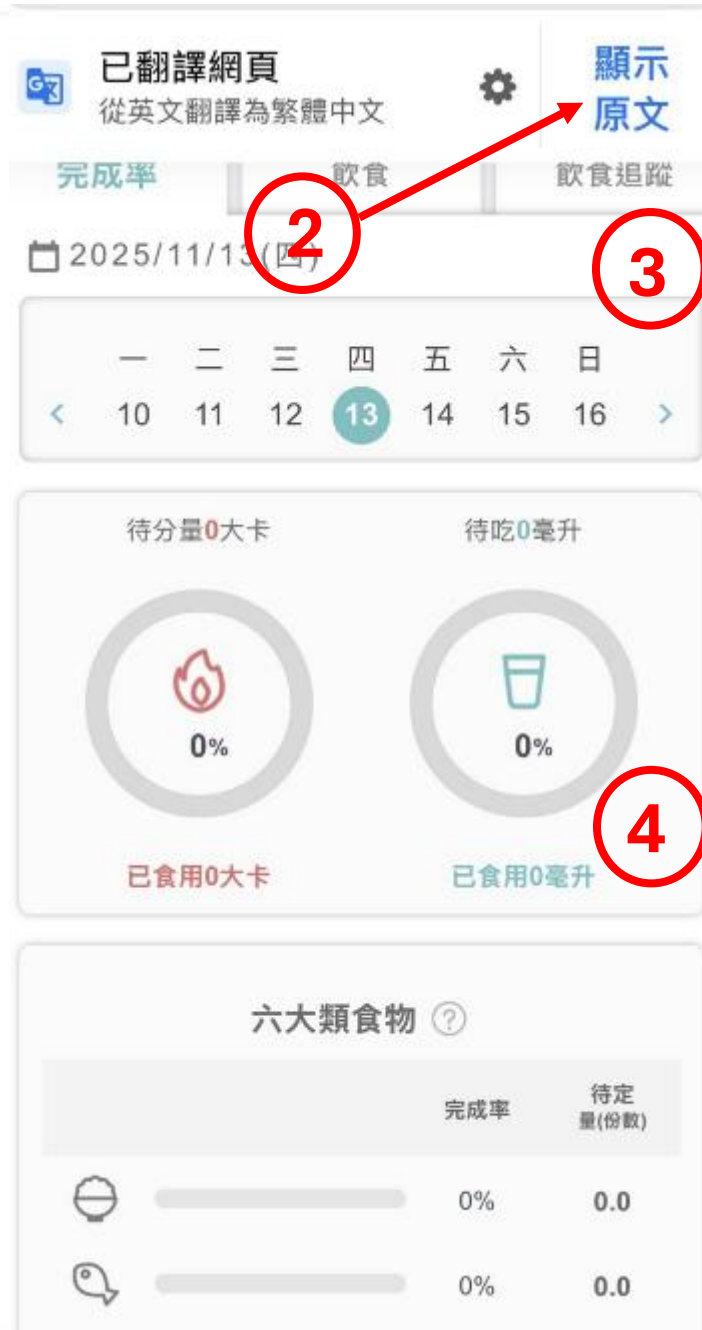 已翻譯網頁
從英文翻譯為繁體中文
顯示
原文
完成率
飲食
飲食追蹤
2
2025/11/13(四)
3
一 二 三 四 五 六 日
< 10 11 12 13 14 15 16 >
待分量0大卡
待吃0毫升
0%
0%
4
已食用0大卡
已食用0毫升
六大類食物 ?
完成率
待定
量(份數)
0% 0.0
0% 0.0